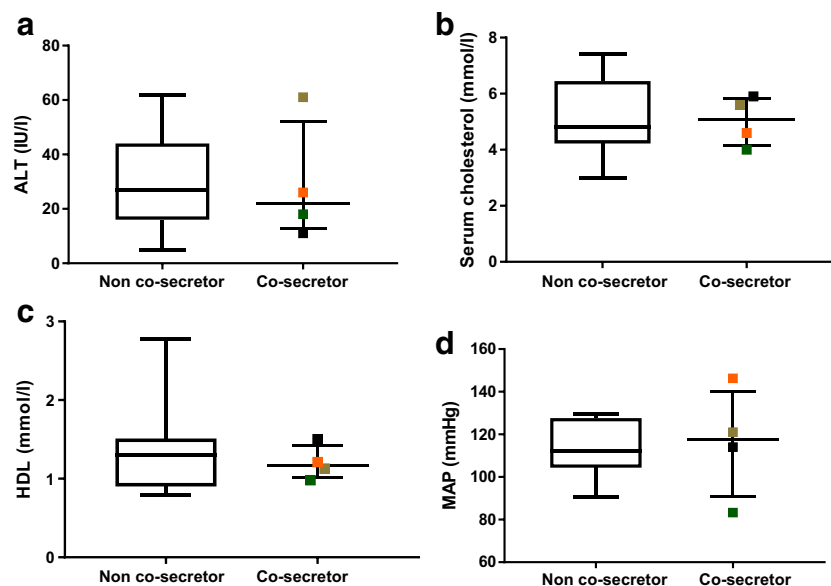 a
80
60
40
20
0
ALT (IU/l)
Non co-secretor
Co-secretor
b
8
6
4
2
0
Serum cholesterol (mmol/l)
Non co-secretor
Co-secretor
c
3
2
1
0
HDL (mmol/l)
Non co-secretor
Co-secretor
d
160
140
120
100
80
60
MAP (mmHg)
Non co-secretor
Co-secretor